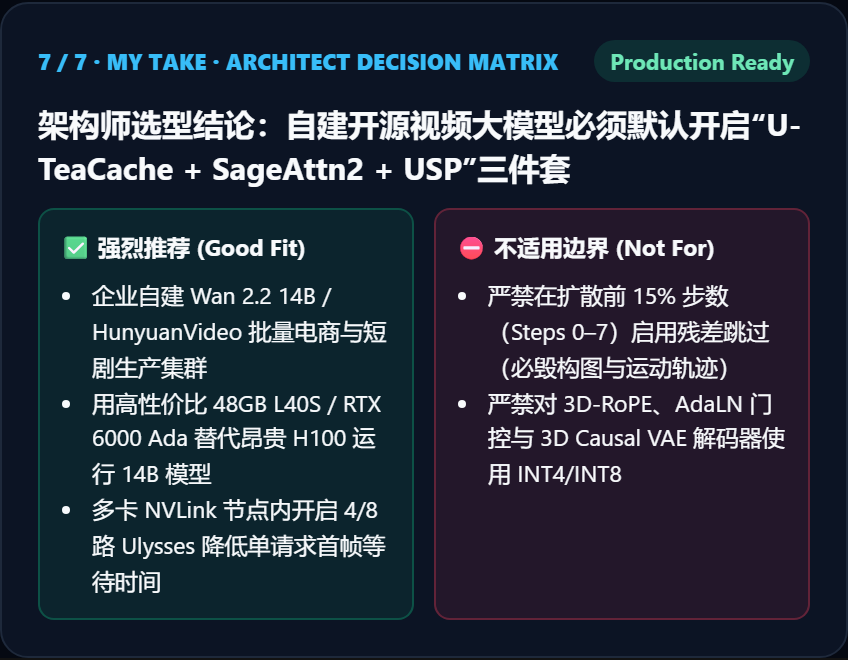 7 / 7 · MY TAKE · ARCHITECT DECISION MATRIX
Production Ready
架构师选型结论：自建开源视频大模型必须默认开启“U-
TeaCache + SageAttn2 + USP”三件套
✅ 强烈推荐 (Good Fit)
• 企业自建 Wan 2.2 14B /
HunyuanVideo 批量电商与短
剧生产集群
• 用高性价比 48GB L40S / RTX
6000 Ada 替代昂贵 H100 运
行 14B 模型
• 多卡 NVLink 节点内开启 4/8
路 Ulysses 降低单请求首帧等
待时间
⛔ 不适用边界 (Not For)
• 严禁在扩散前 15% 步数
（Steps 0–7）启用残差跳过
（必毁构图与运动轨迹）
• 严禁对 3D-RoPE、AdaLN 门
控与 3D Causal VAE 解码器使
用 INT4/INT8